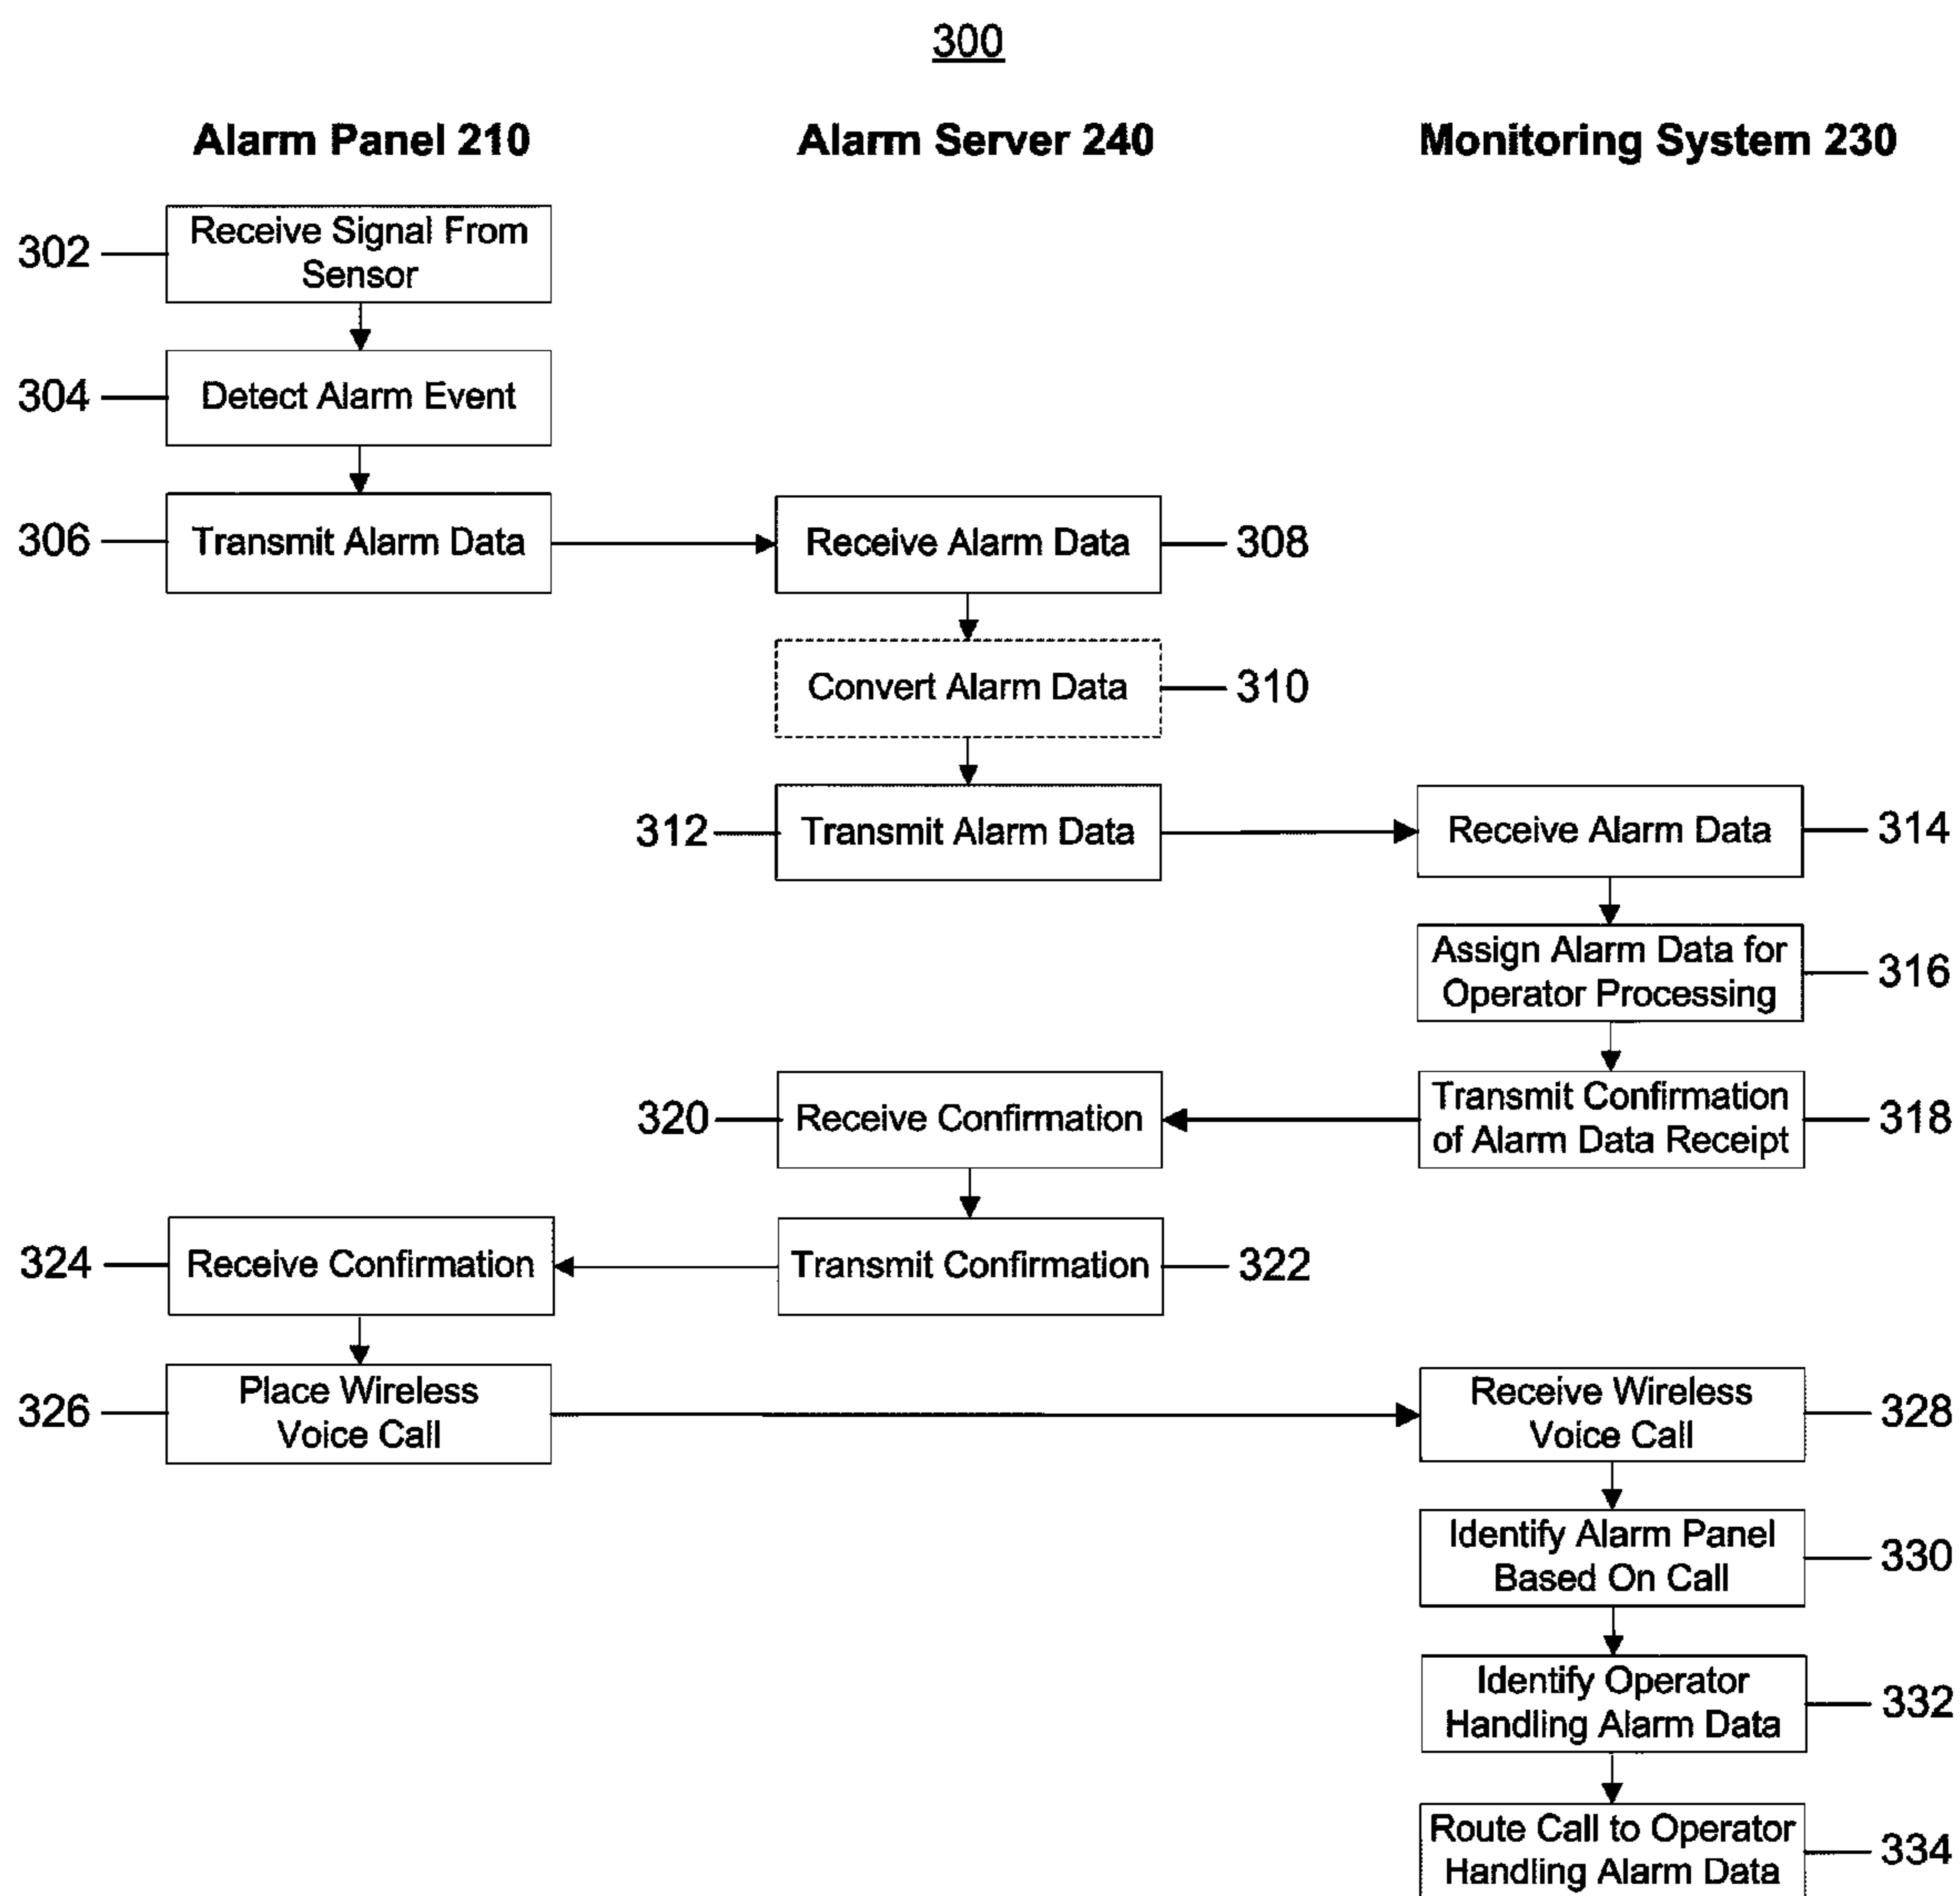 300
Alarm Panel 210
Alarm Server 240
Monitoring System 230
302
Receive Signal From
Sensor
304
Detect Alarm Event
306
Transmit Alarm Data
Receive Alarm Data
308
Convert Alarm Data
310
312
Transmit Alarm Data
Receive Alarm Data
314
Assign Alarm Data for
Operator Processing
316
320
Receive Confirmation
Transmit Confirmation
of Alarm Data Receipt
318
324
Receive Confirmation
Transmit Confirmation
322
326
Place Wireless
Voice Call
Receive Wireless
Voice Call
328
Identify Alarm Panel
Based On Call
330
Identify Operator
Handling Alarm Data
332
Route Call to Operator
Handling Alarm Data
334